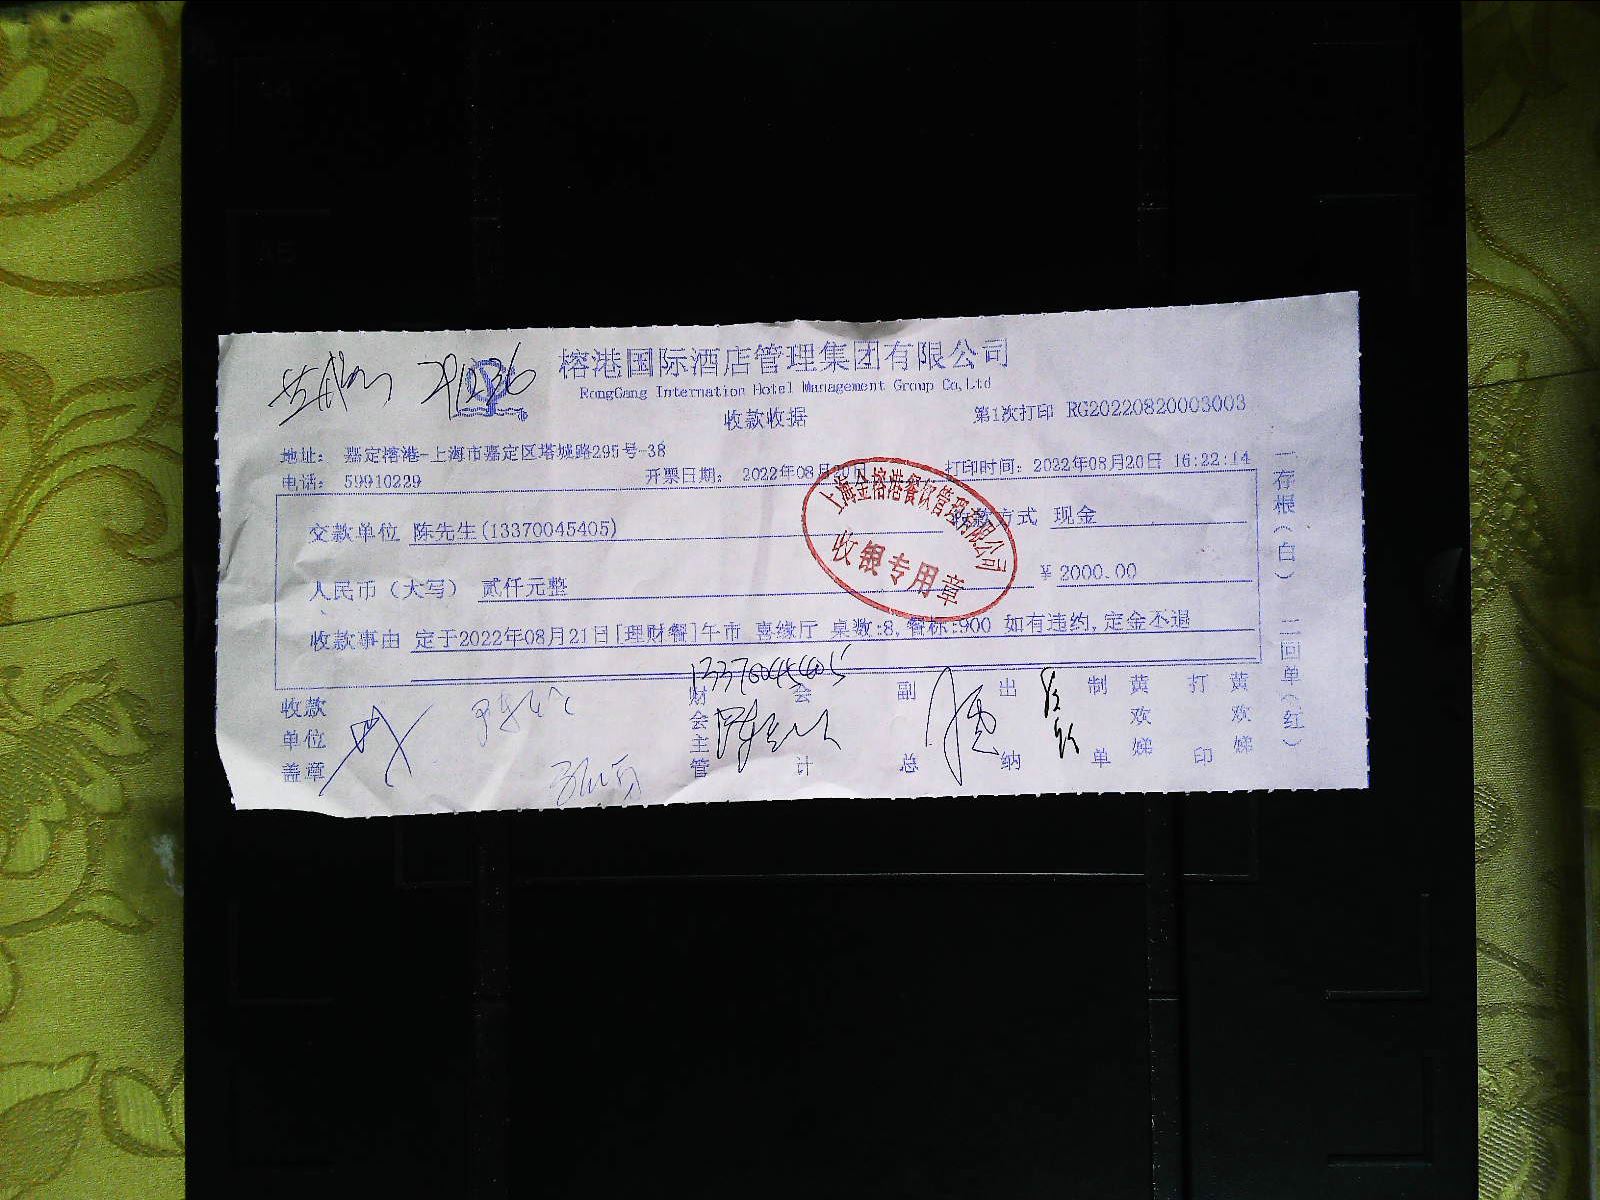 榕港国际酒店管理集团有限公司
RongGang Internation Hotel Management Group Co,Ltd
收款收据
第1次打印 RG20220820003003
地址: 嘉定榕港-上海市嘉定区塔城路295号-38
电话: 59910229
开票日期: 2022年08月20日
打印时间: 2022年08月20日 16:22:14
交款单位 陈先生(13370045405)
款方式 现金
人民币(大写) 贰仟元整
¥ 2000.00
收款事由 定于2022年08月21日[理财餐]午市 喜缘厅 桌数:8,餐标:900 如有违约,定金不退
上海金榕港餐饮管理有限公司
收银专用章
13370045405
收款单位盖章
财会主管
会计
副总
出纳
制单
黄欢娣
打印
黄欢娣
一存根(白)
二回单(红)